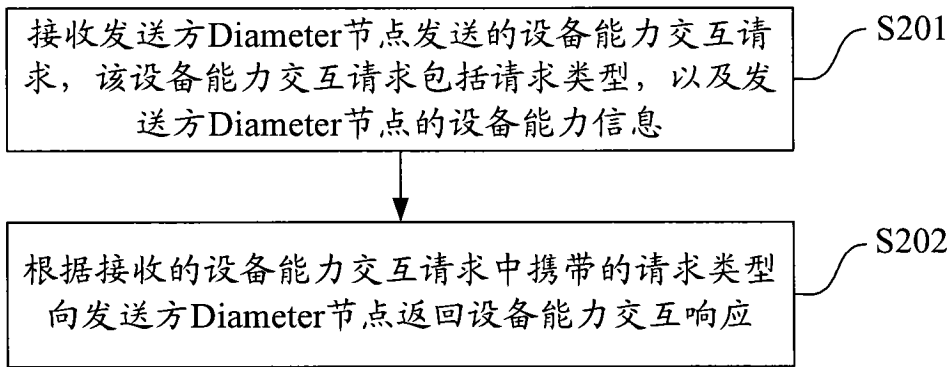 接收发送方Diameter节点发送的设备能力交互请
求，该设备能力交互请求包括请求类型，以及发
送方Diameter节点的设备能力信息
S201
根据接收的设备能力交互请求中携带的请求类型
向发送方Diameter节点返回设备能力交互响应
S202